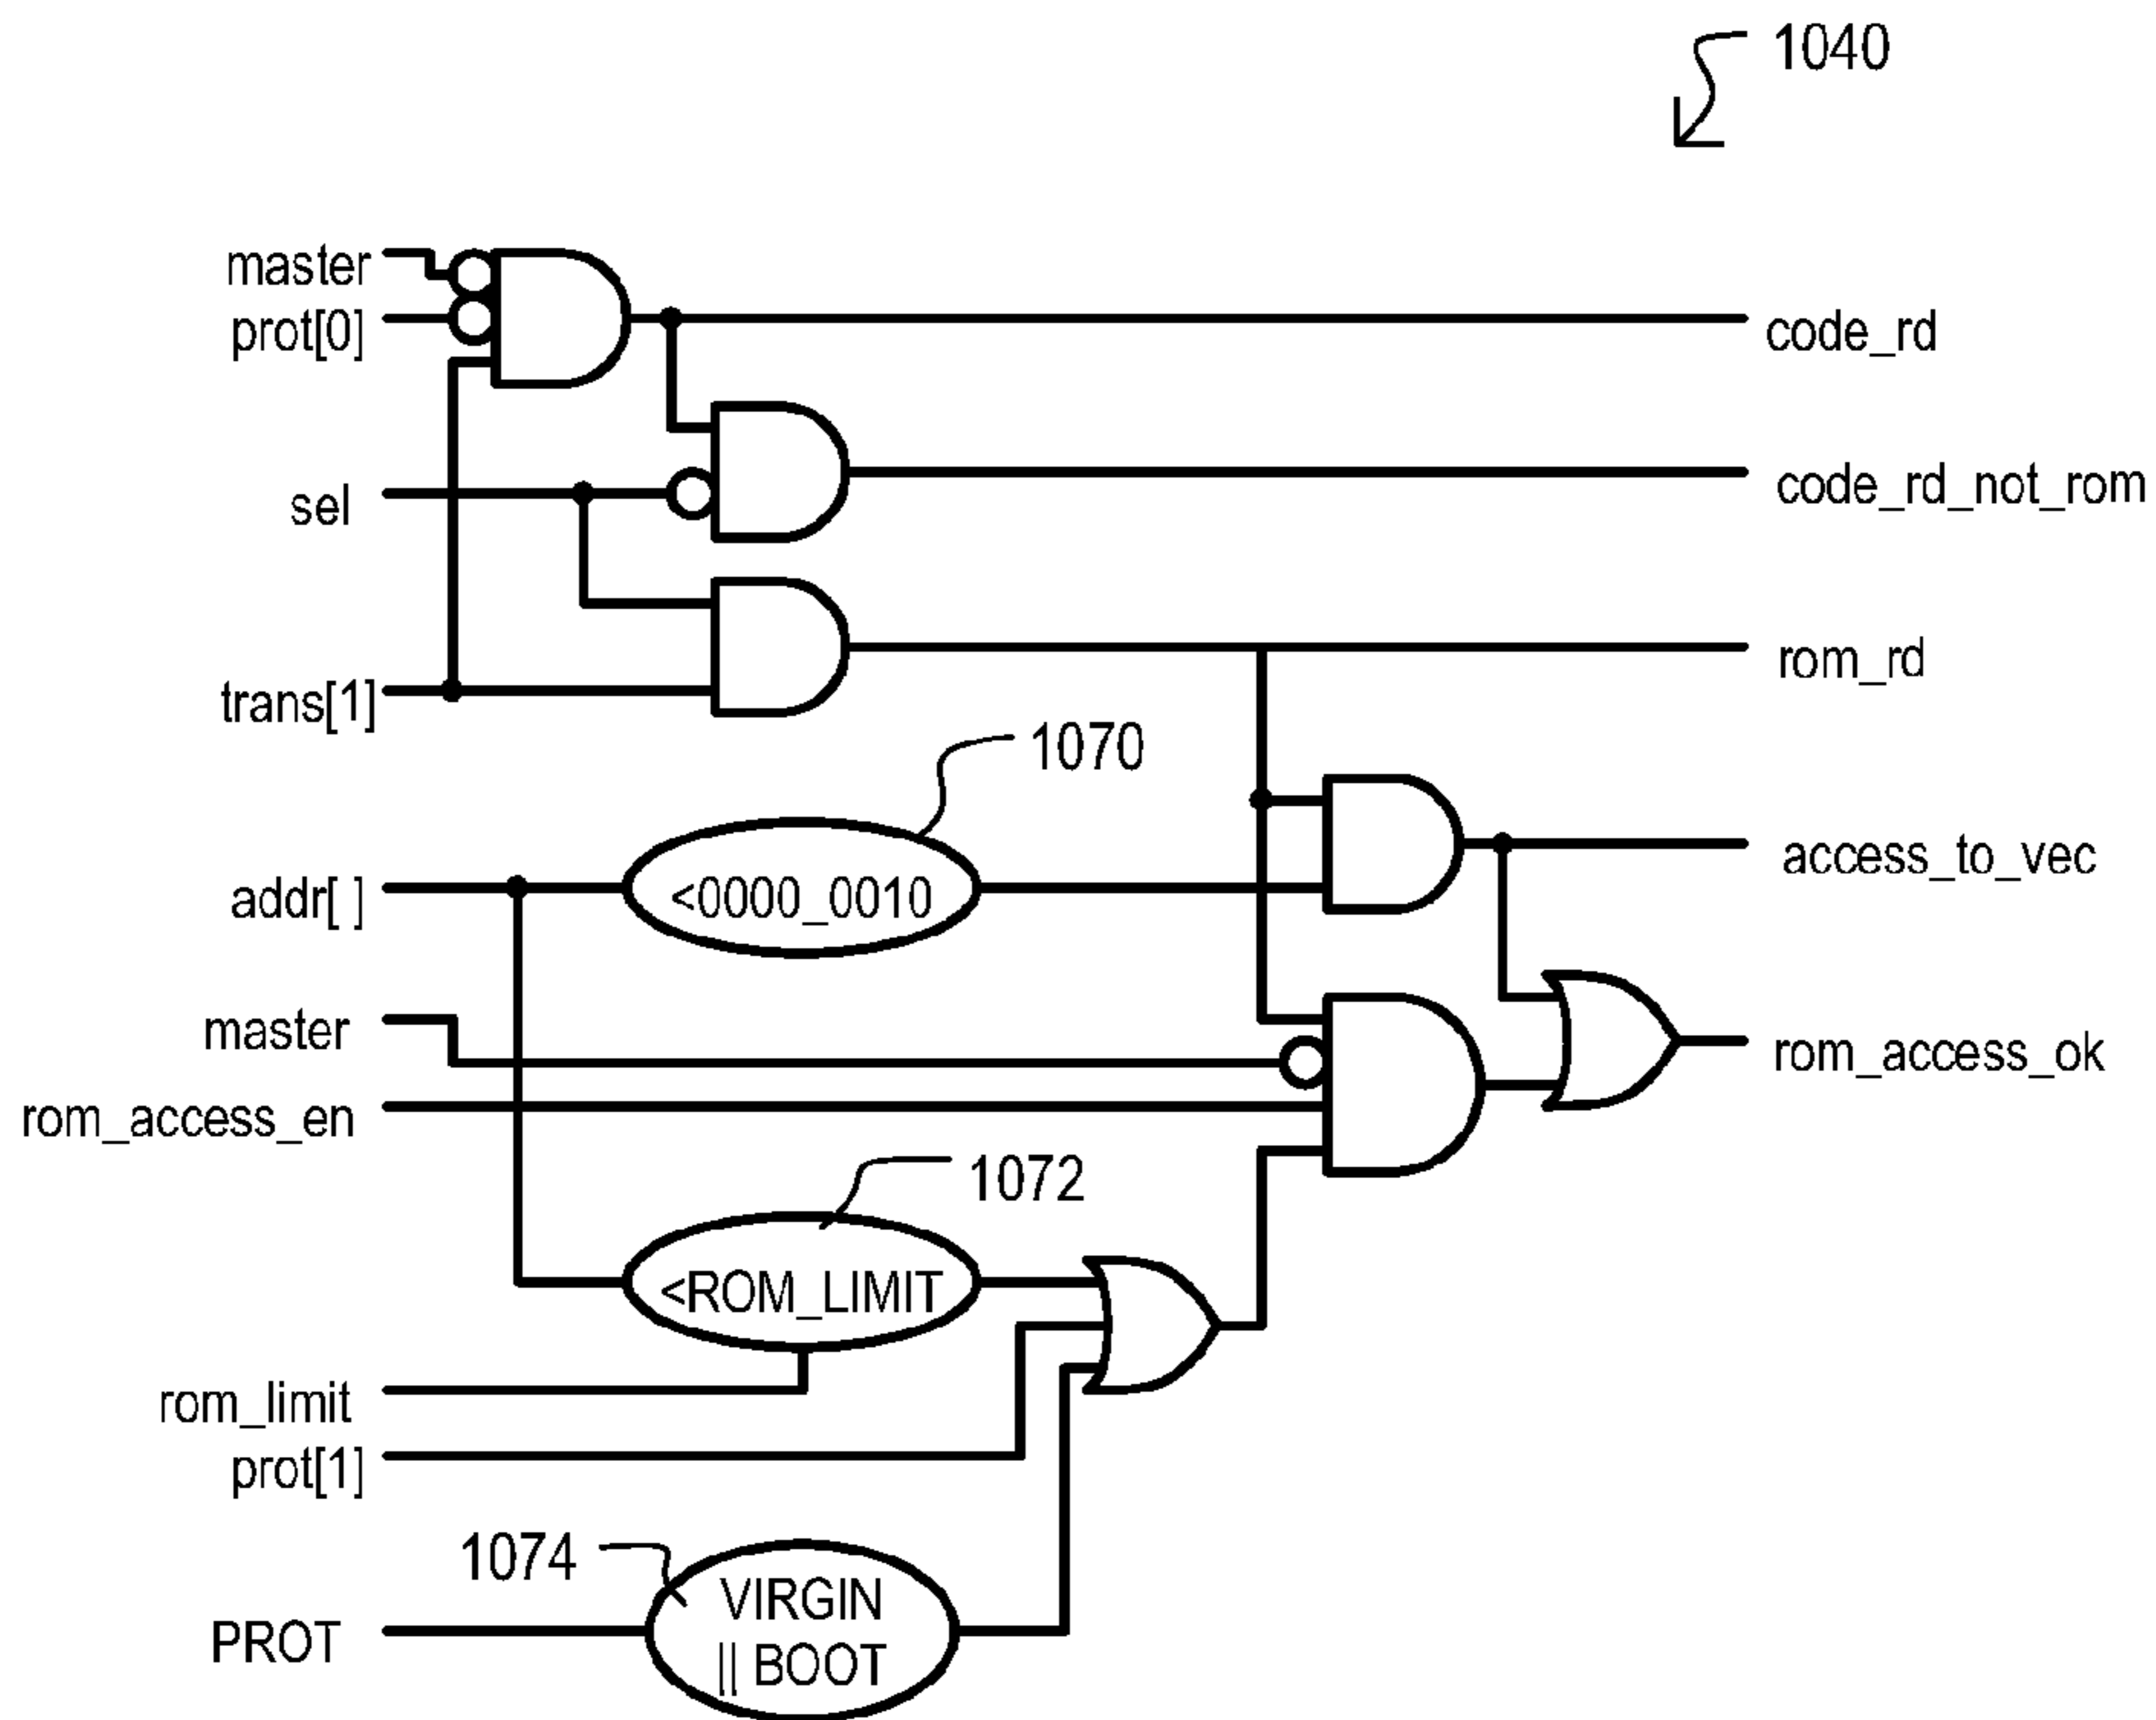 1040
master
prot[0]
code_rd
sel
code_rd_not_rom
trans[1]
rom_rd
1070
addr[ ]
<0000_0010
access_to_vec
master
rom_access_ok
rom_access_en
1072
<ROM_LIMIT
rom_limit
prot[1]
1074
VIRGIN
|| BOOT
PROT